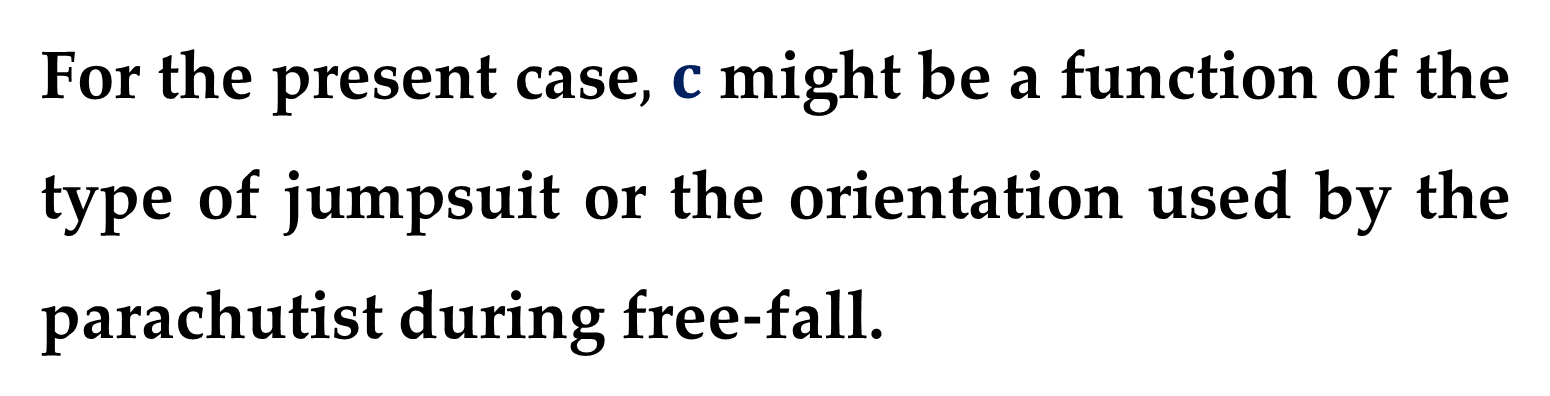 For the present case, c might be a function of the
type of jumpsuit or the orientation used by the
parachutist during free-fall.